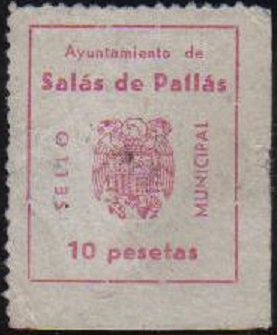 Ayuntamiento de
Salás de Pallás
SELLO
MUNICIPAL
10 pesetas